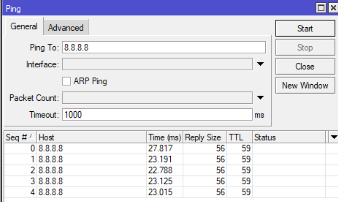 Ping
General Advanced Start
Ping To: 8.8.8.8 Stop
Interface: Close
ARP Ping New Window
Packet Count:
Timeout: 1000 ms
Seq # / Host Time (ms) Reply Size TTL Status
0 8.8.8.8 27.817 56 59
1 8.8.8.8 23.191 56 59
2 8.8.8.8 22.788 56 59
3 8.8.8.8 23.125 56 59
4 8.8.8.8 23.015 56 59